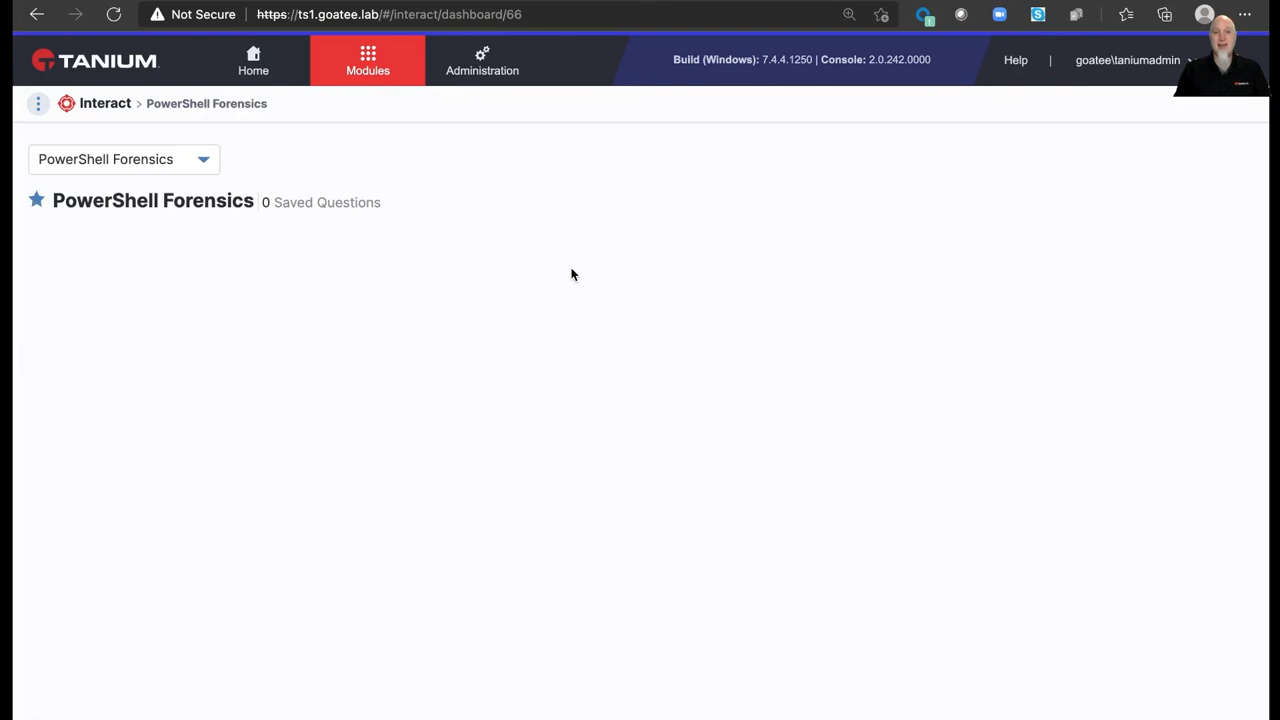 Not Secure | https://ts1.goatee.lab/#/interact/dashboard/66
TANIUM
Home
Modules
Administration
Build (Windows): 7.4.4.1250 | Console: 2.0.242.0000
Help | goatee\taniumadmin
Interact > PowerShell Forensics
PowerShell Forensics
PowerShell Forensics | 0 Saved Questions